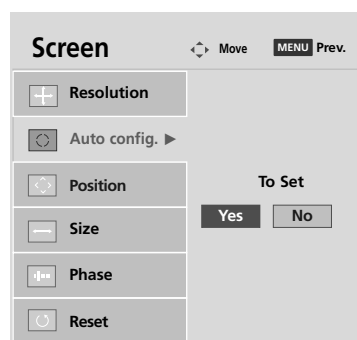 Screen
Move
MENU Prev.
Resolution
Auto config. ►
Position
Size
Phase
Reset
To Set
Yes No